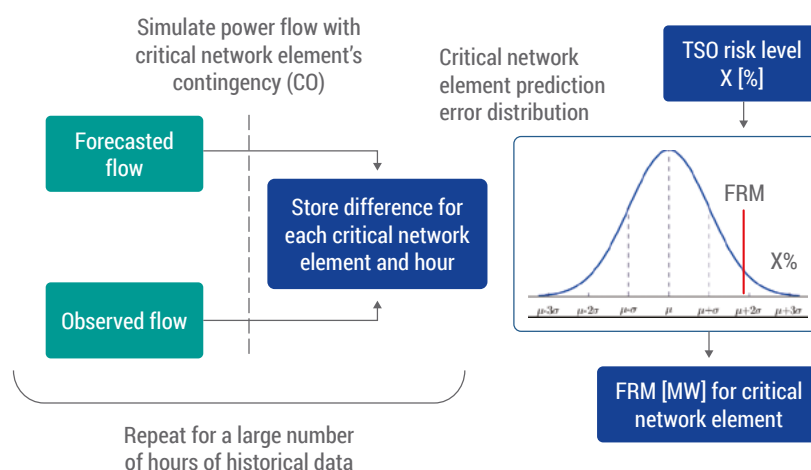 Simulate power flow with
critical network element's
contingency (CO)
Forecasted
flow
Observed flow
Store difference for
each critical network
element and hour
Repeat for a large number
of hours of historical data
Critical network
element prediction
error distribution
TSO risk level
X [%]
FRM
X%
μ-3σ μ-2σ μ-σ μ μ+σ μ+2σ μ+3σ
FRM [MW] for critical
network element